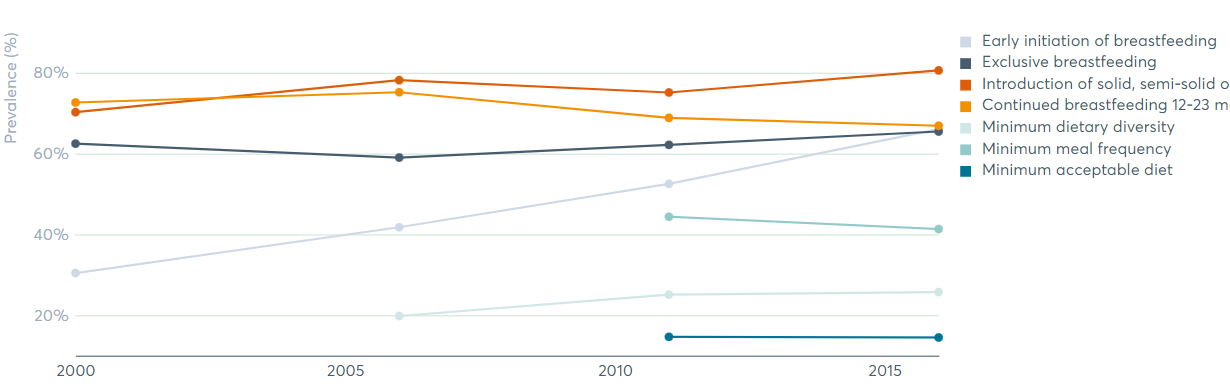 Prevalence (%)
80%
60%
40%
20%
2000
2005
2010
2015
Early initiation of breastfeeding
Exclusive breastfeeding
Introduction of solid, semi-solid
Continued breastfeeding 12-23
Minimum dietary diversity
Minimum meal frequency
Minimum acceptable diet